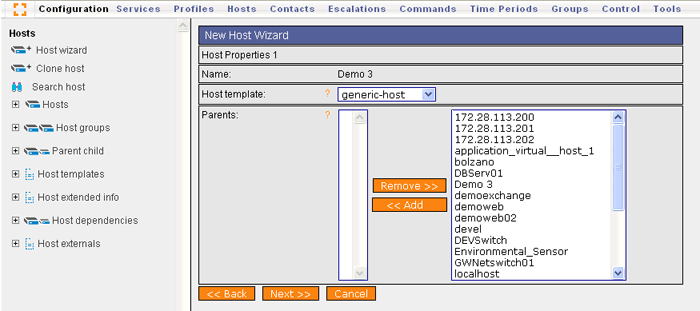 Configuration Services Profiles Hosts Contacts Escalations Commands Time Periods Groups Control Tools
Hosts
Host wizard
Clone host
Search host
Hosts
Host groups
Parent child
Host templates
Host extended info
Host dependencies
Host externals
New Host Wizard
Host Properties 1
Name: Demo 3
Host template: ? generic-host
Parents: ?
Remove >>
<< Add
172.28.113.200
172.28.113.201
172.28.113.202
application_virtual__host_1
bolzano
DBServ01
Demo 3
demoexchange
demoweb
demoweb02
devel
DEVSwitch
Environmental_Sensor
GWNetswitch01
localhost
<< Back Next >> Cancel